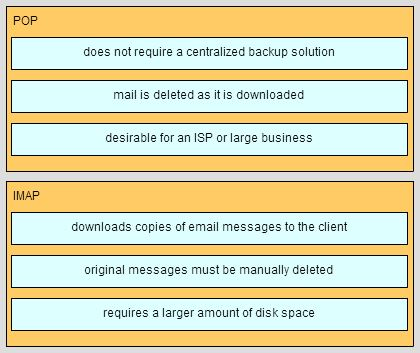 POP
does not require a centralized backup solution
mail is deleted as it is downloaded
desirable for an ISP or large business
IMAP
downloads copies of email messages to the client
original messages must be manually deleted
requires a larger amount of disk space